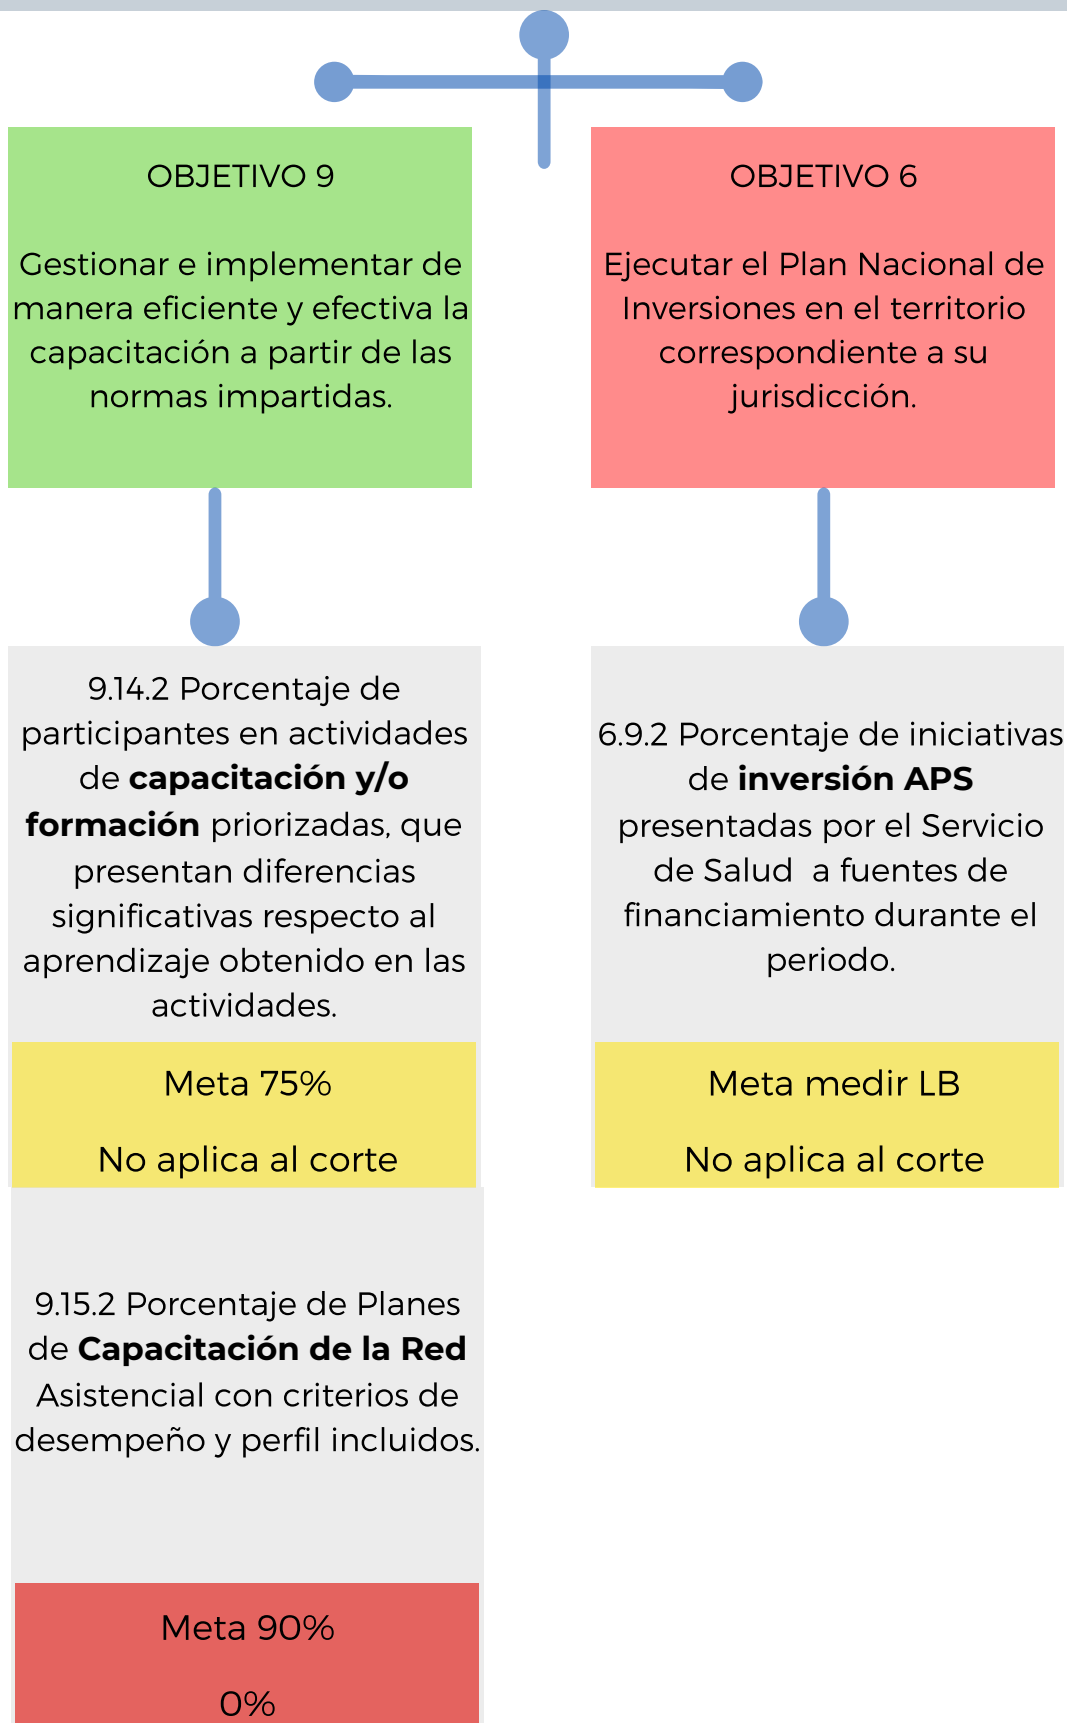 OBJETIVO 9
Gestionar e implementar de
manera eficiente y efectiva la
capacitación a partir de las
normas impartidas.
OBJETIVO 6
Ejecutar el Plan Nacional de
Inversiones en el territorio
correspondiente a su
jurisdicción.
9.14.2 Porcentaje de
participantes en actividades
de capacitación y/o
formación priorizadas, que
presentan diferencias
significativas respecto al
aprendizaje obtenido en las
actividades.
Meta 75%
No aplica al corte
6.9.2 Porcentaje de iniciativas
de inversión APS
presentadas por el Servicio
de Salud  a fuentes de
financiamiento durante el
periodo.
Meta medir LB
No aplica al corte
9.15.2 Porcentaje de Planes
de Capacitación de la Red
Asistencial con criterios de
desempeño y perfil incluidos.
Meta 90%
0%